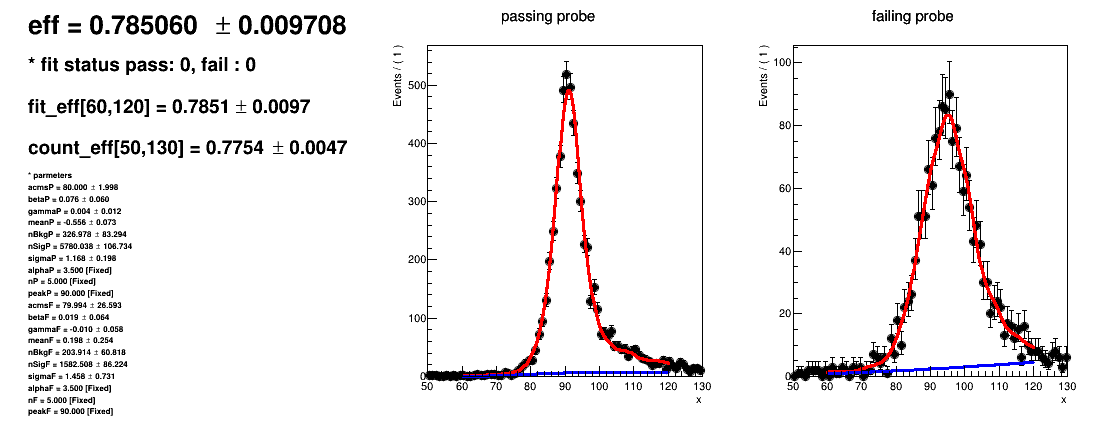 eff = 0.785060 ± 0.009708
* fit status pass: 0, fail : 0
fit_eff[60,120] = 0.7851 ± 0.0097
count_eff[50,130] = 0.7754 ± 0.0047
* parmeters
acmsP = 80.000 ± 1.998
betaP = 0.076 ± 0.060
gammaP = 0.004 ± 0.012
meanP = -0.556 ± 0.073
nBkgP = 326.978 ± 83.294
nSigP = 5780.038 ± 106.734
sigmaP = 1.168 ± 0.198
alphaP = 3.500 [Fixed]
nP = 5.000 [Fixed]
peakP = 90.000 [Fixed]
acmsF = 79.994 ± 26.593
betaF = 0.019 ± 0.064
gammaF = -0.010 ± 0.058
meanF = 0.198 ± 0.254
nBkgF = 203.914 ± 60.818
nSigF = 1582.508 ± 86.224
sigmaF = 1.458 ± 0.731
alphaF = 3.500 [Fixed]
nF = 5.000 [Fixed]
peakF = 90.000 [Fixed]
passing probe
Events / ( 1 )
500
400
300
200
100
0
50 60 70 80 90 100 110 120 130
x
failing probe
Events / ( 1 )
100
80
60
40
20
0
50 60 70 80 90 100 110 120 130
x